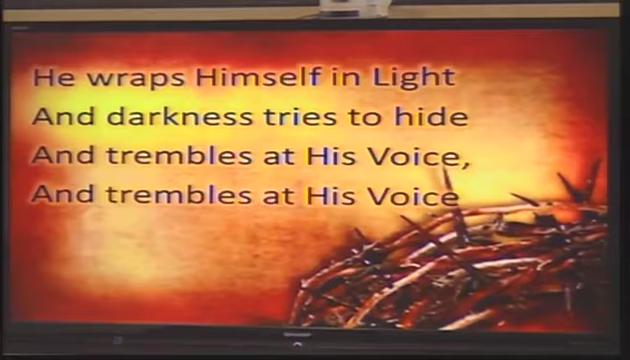 He wraps Himself in Light
And darkness tries to hide
And trembles at His Voice,
And trembles at His Voice